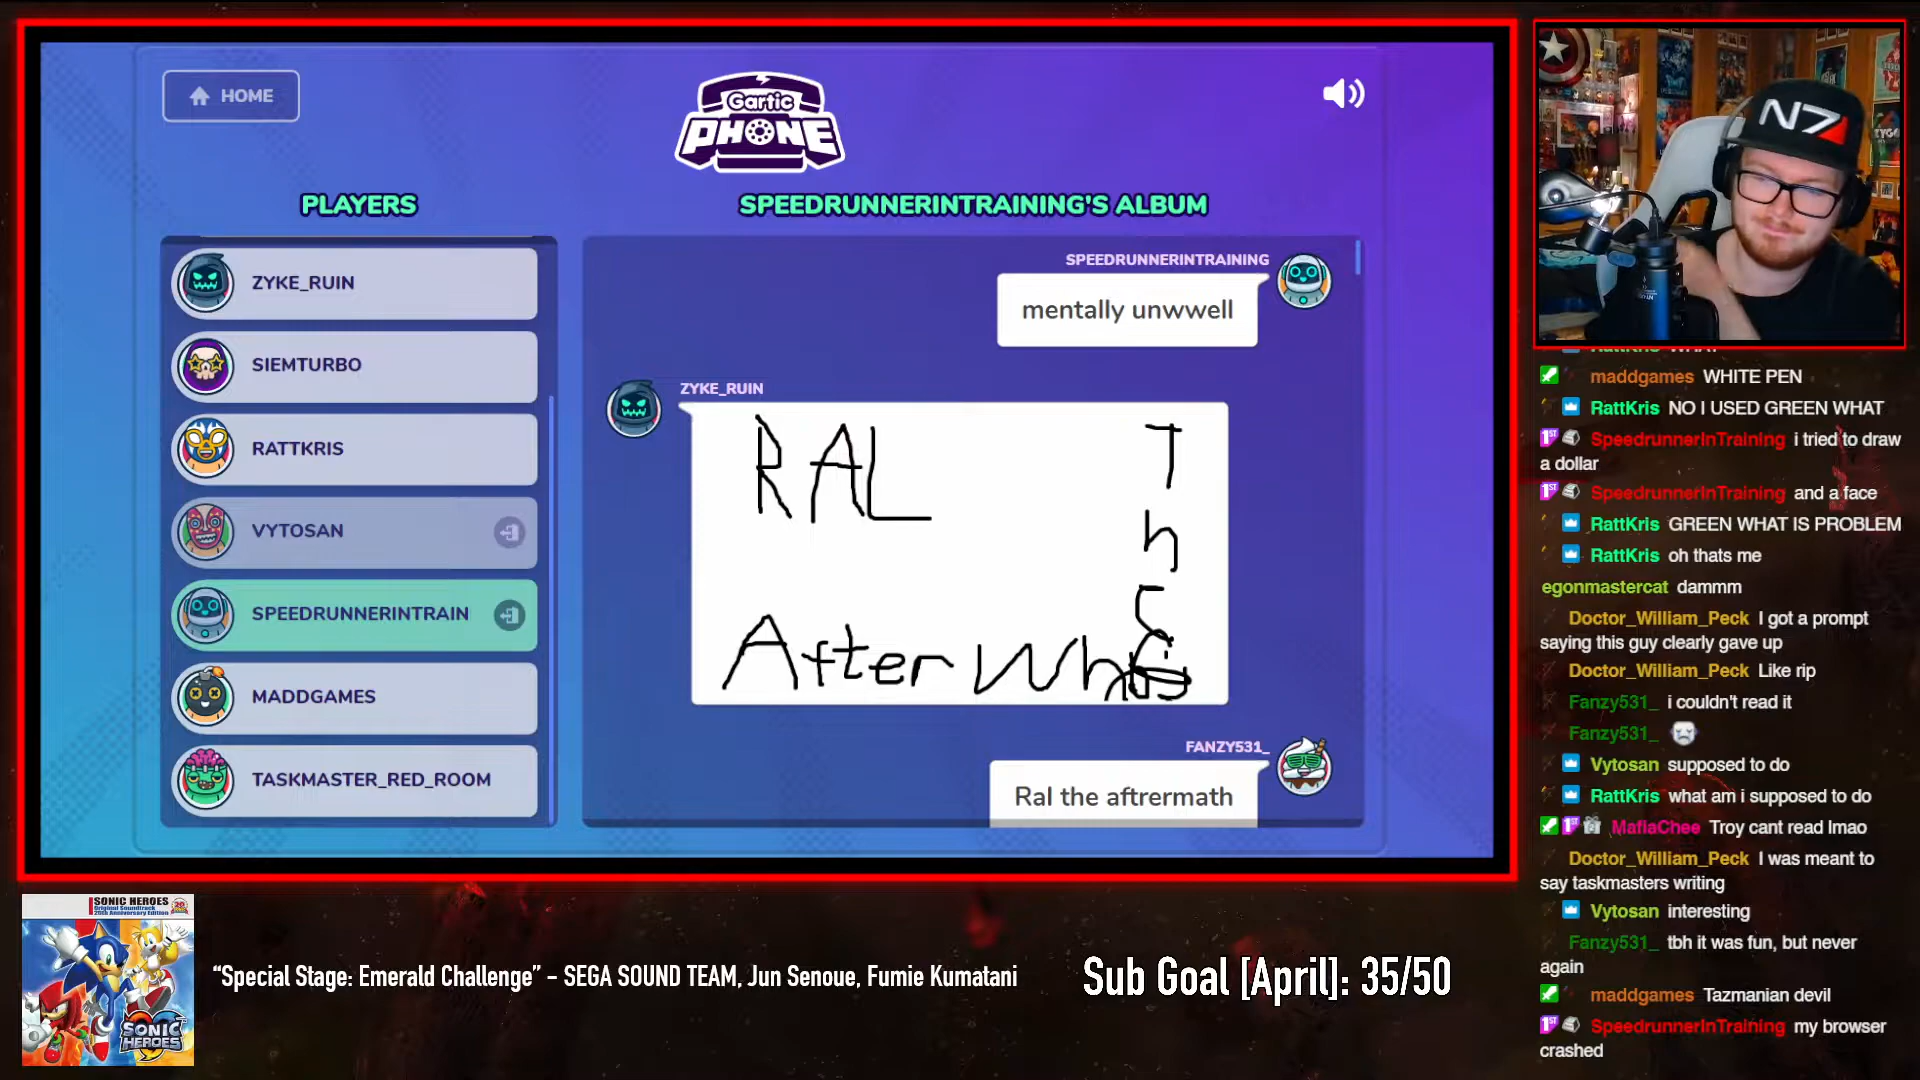 HOME
Gartic
PHONE
PLAYERS
ZYKE_RUIN
SIEMTURBO
RATTKRIS
VYTOSAN
SPEEDRUNNERINTRAIN
MADDGAMES
TASKMASTER_RED_ROOM
SPEEDRUNNERINTRAINING'S ALBUM
SPEEDRUNNERINTRAINING
mentally unwwell
ZYKE_RUIN
RAL
After
FANZY531_
Ral the aftrermath
N7
maddgames WHITE PEN
RattKris NO I USED GREEN WHAT
SpeedrunnerInTraining i tried to draw
a dollar
SpeedrunnerInTraining and a face
RattKris GREEN WHAT IS PROBLEM
RattKris oh thats me
egonmastercat dammm
Doctor_William_Peck I got a prompt
saying this guy clearly gave up
Doctor_William_Peck Like rip
Fanzy531_ i couldn't read it
Fanzy531_
Vytosan supposed to do
RattKris what am i supposed to do
MafiaChee Troy cant read lmao
Doctor_William_Peck I was meant to
say taskmasters writing
Vytosan interesting
Fanzy531_ tbh it was fun, but never
again
maddgames Tazmanian devil
SpeedrunnerInTraining my browser
crashed
SONIC HEROES
Original Soundtrack
20th Anniversary Edition
SONIC
HEROES
“Special Stage: Emerald Challenge” - SEGA SOUND TEAM, Jun Senoue, Fumie Kumatani
Sub Goal [April]: 35/50